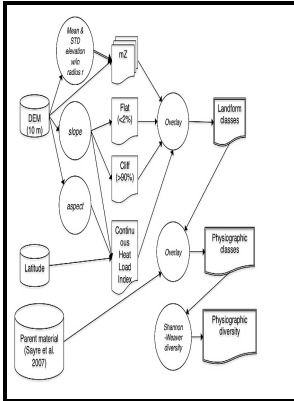 Mean &
STD
elevation
w/in
radius r
mZ
DEM
(10 m)
slope
Flat
(<2%)
Overlay
Landform
classes
Cliff
(>90%)
aspect
Latitude
Continu
ous
Heat
Load
Index
Overlay
Physiographic
classes
Parent material
(Sayre et al.
2007)
Shannon
-Weaver
diversity
Physiographic
diversity